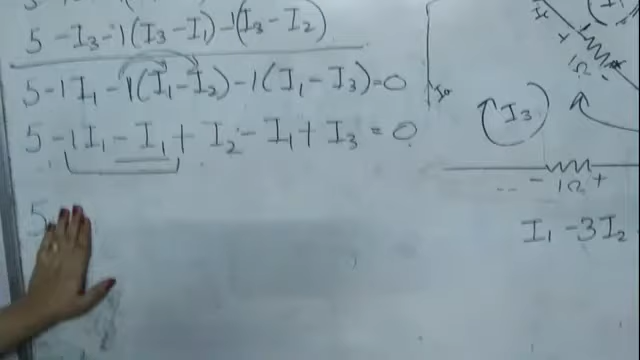 5 - I₃ - 1(I₃ - I₁) - 1(I₃ - I₂)
5 - 1I₁ - 1(I₁ - I₂) - 1(I₁ - I₃) = 0
5 - 1I₁ - I₁ + I₂ - I₁ + I₃ = 0
5
1Ω
I₃
- 1Ω +
I₁ - 3I₂